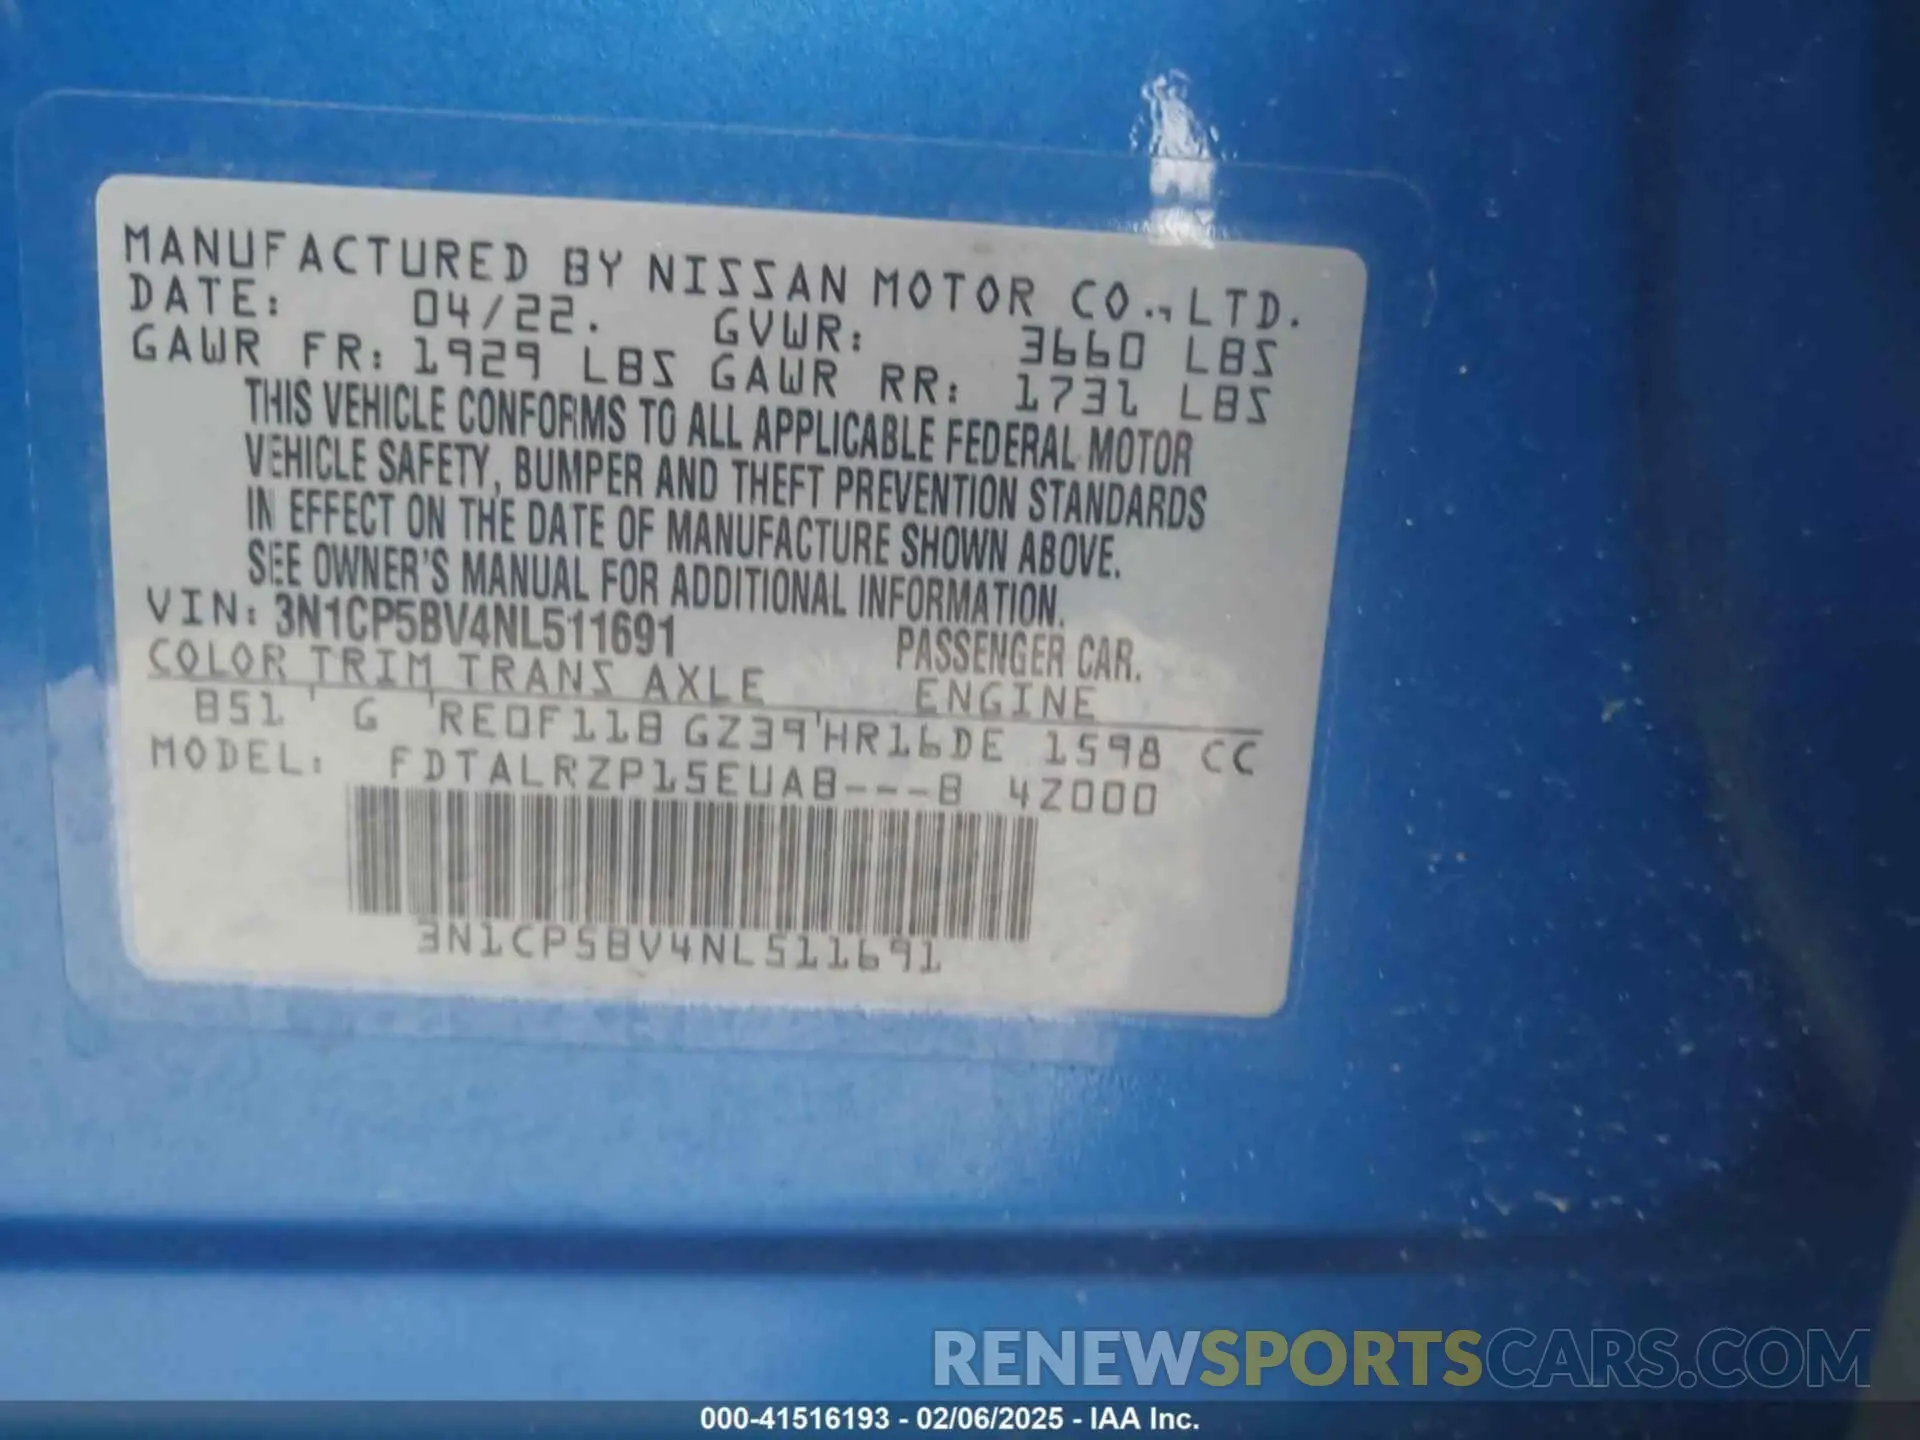 MANUFACTURED BY NISSAN MOTOR CO., LTD.
DATE: 04/22. GVWR: 3660 LBS
GAWR FR: 1929 LBS GAWR RR: 1731 LBS
THIS VEHICLE CONFORMS TO ALL APPLICABLE FEDERAL MOTOR
VEHICLE SAFETY, BUMPER AND THEFT PREVENTION STANDARDS
IN EFFECT ON THE DATE OF MANUFACTURE SHOWN ABOVE.
SEE OWNER'S MANUAL FOR ADDITIONAL INFORMATION.
VIN: 3N1CP5BV4NL511691 PASSENGER CAR.
COLOR TRIM TRANS AXLE ENGINE
B51 ' G 'RE0F11B GZ39'HR16DE 1598 CC
MODEL: FDTALRZP15EUAB---B 4Z000
3N1CP5BV4NL511691
RENEWSPORTSCARS.COM
000-41516193 - 02/06/2025 - IAA Inc.